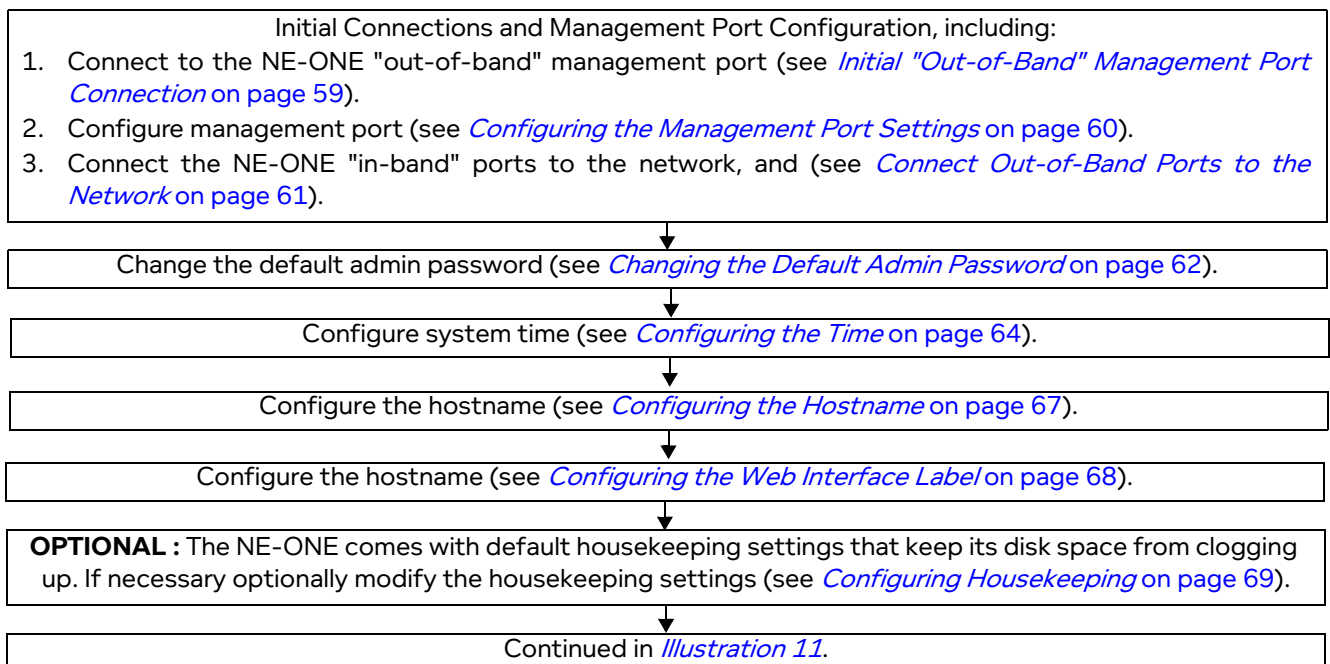 Initial Connections and Management Port Configuration, including:
1. Connect to the NE-ONE "out-of-band" management port (see Initial "Out-of-Band" Management Port
Connection on page 59).
2. Configure management port (see Configuring the Management Port Settings on page 60).
3. Connect the NE-ONE "in-band" ports to the network, and (see Connect Out-of-Band Ports to the
Network on page 61).
Change the default admin password (see Changing the Default Admin Password on page 62).
Configure system time (see Configuring the Time on page 64).
Configure the hostname (see Configuring the Hostname on page 67).
Configure the hostname (see Configuring the Web Interface Label on page 68).
OPTIONAL : The NE-ONE comes with default housekeeping settings that keep its disk space from clogging
up. If necessary optionally modify the housekeeping settings (see Configuring Housekeeping on page 69).
Continued in Illustration 11.